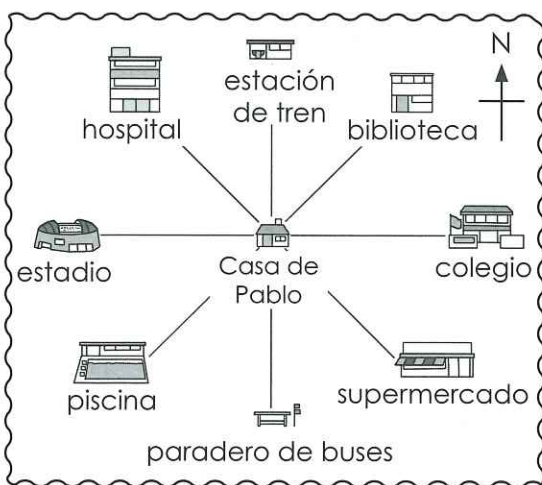 N
estación
de tren
hospital
biblioteca
estadio
Casa de
Pablo
colegio
piscina
supermercado
paradero de buses